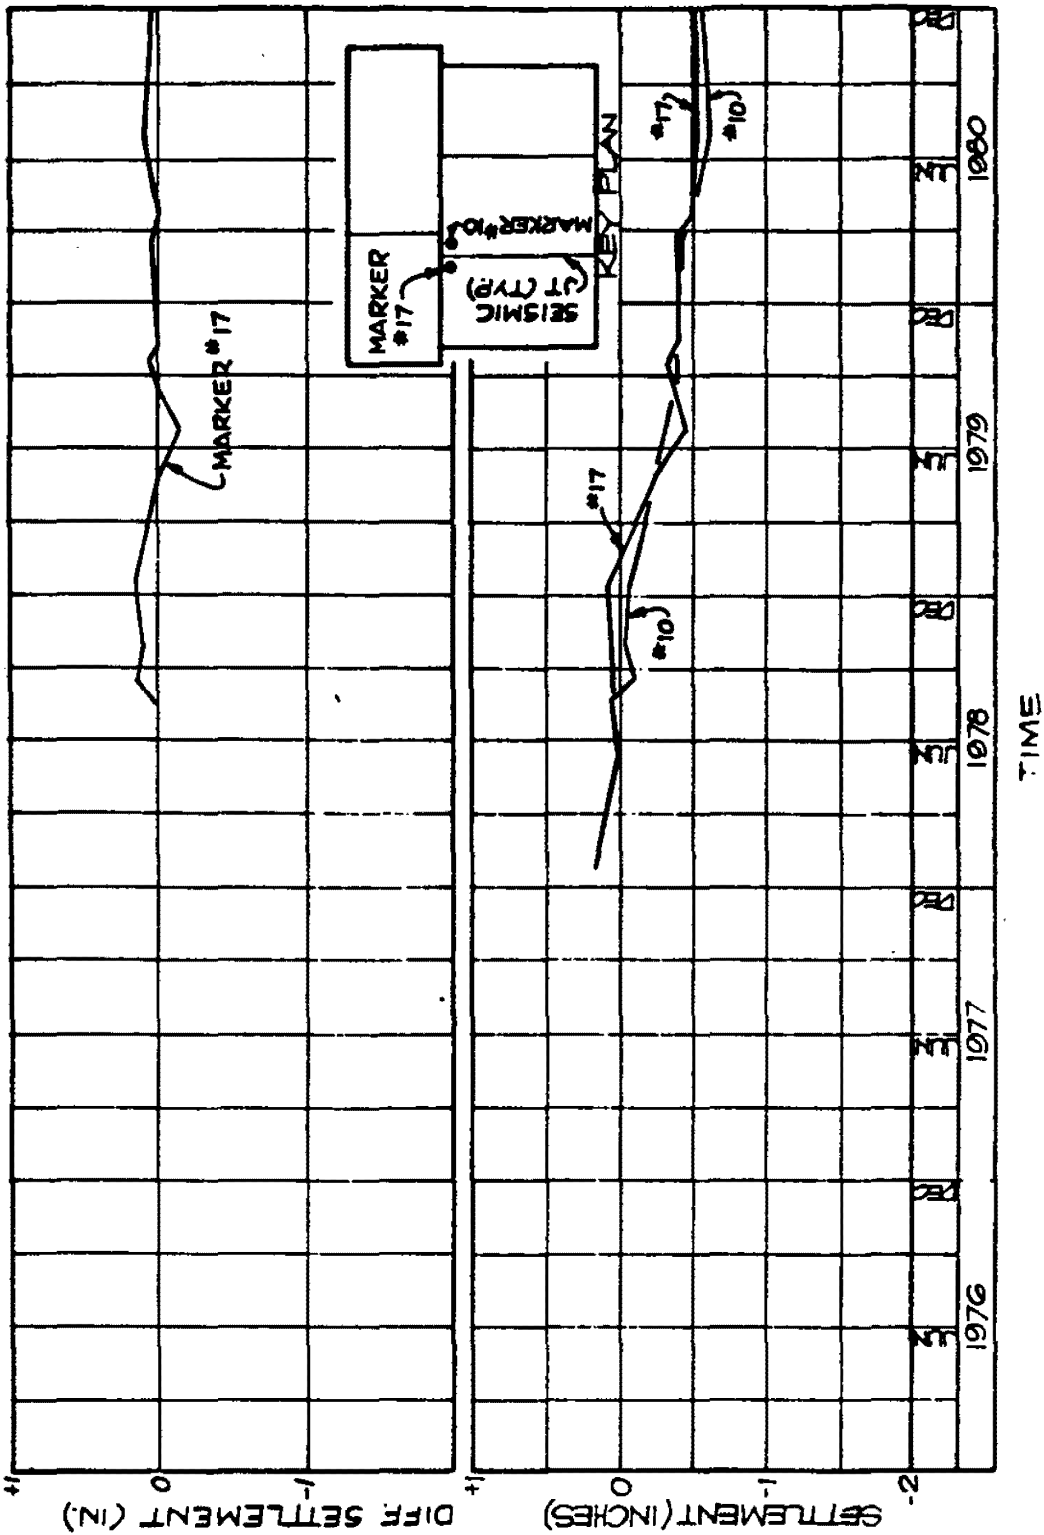 DIFF. SETTLEMENT (IN.)
+1
0
-1
MARKER #17
SETTLEMENT (INCHES)
+1
0
-1
-2
#17
#10
#17
#10
MARKER
#17
MARKER #10
SEISMIC
JT (TYP.)
KEY PLAN
JUN
DEC
JUN
DEC
JUN
DEC
JUN
DEC
JUN
DEC
1976
1977
1978
1979
1980
TIME